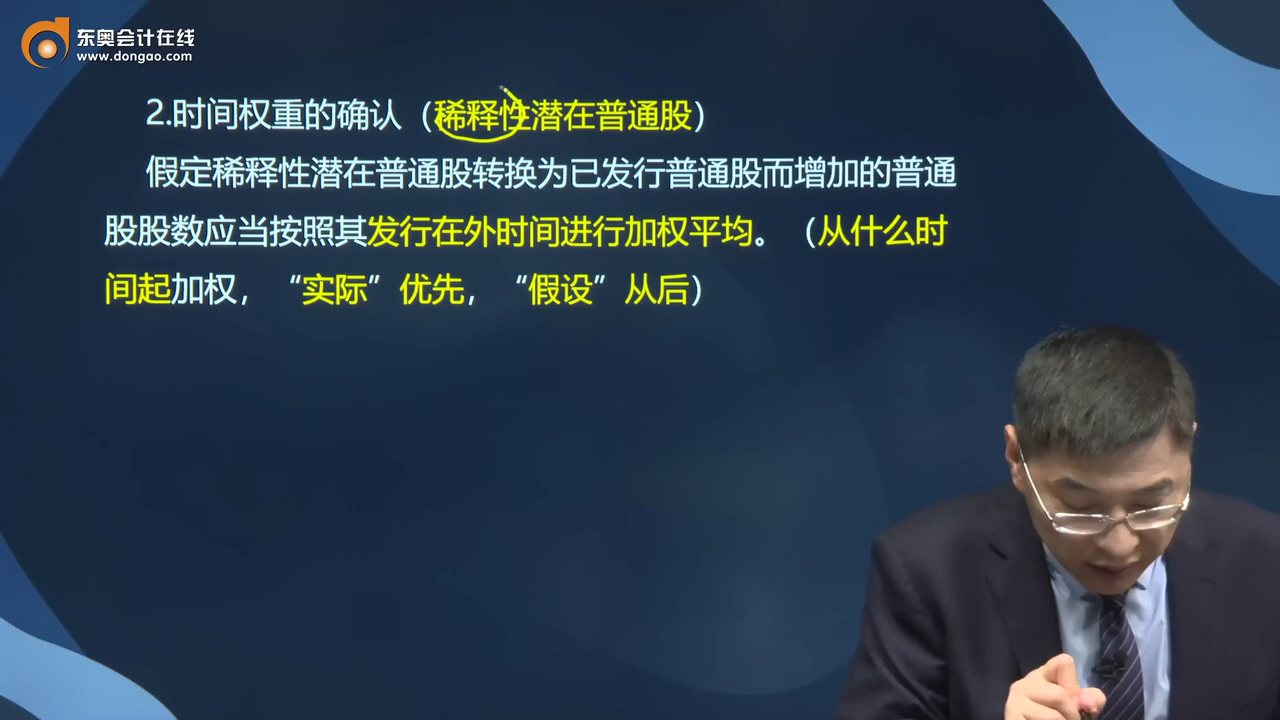 东奥会计在线
www.dongao.com
2.时间权重的确认（稀释性潜在普通股）
假定稀释性潜在普通股转换为已发行普通股而增加的普通
股股数应当按照其发行在外时间进行加权平均。（从什么时
间起加权，“实际”优先，“假设”从后）